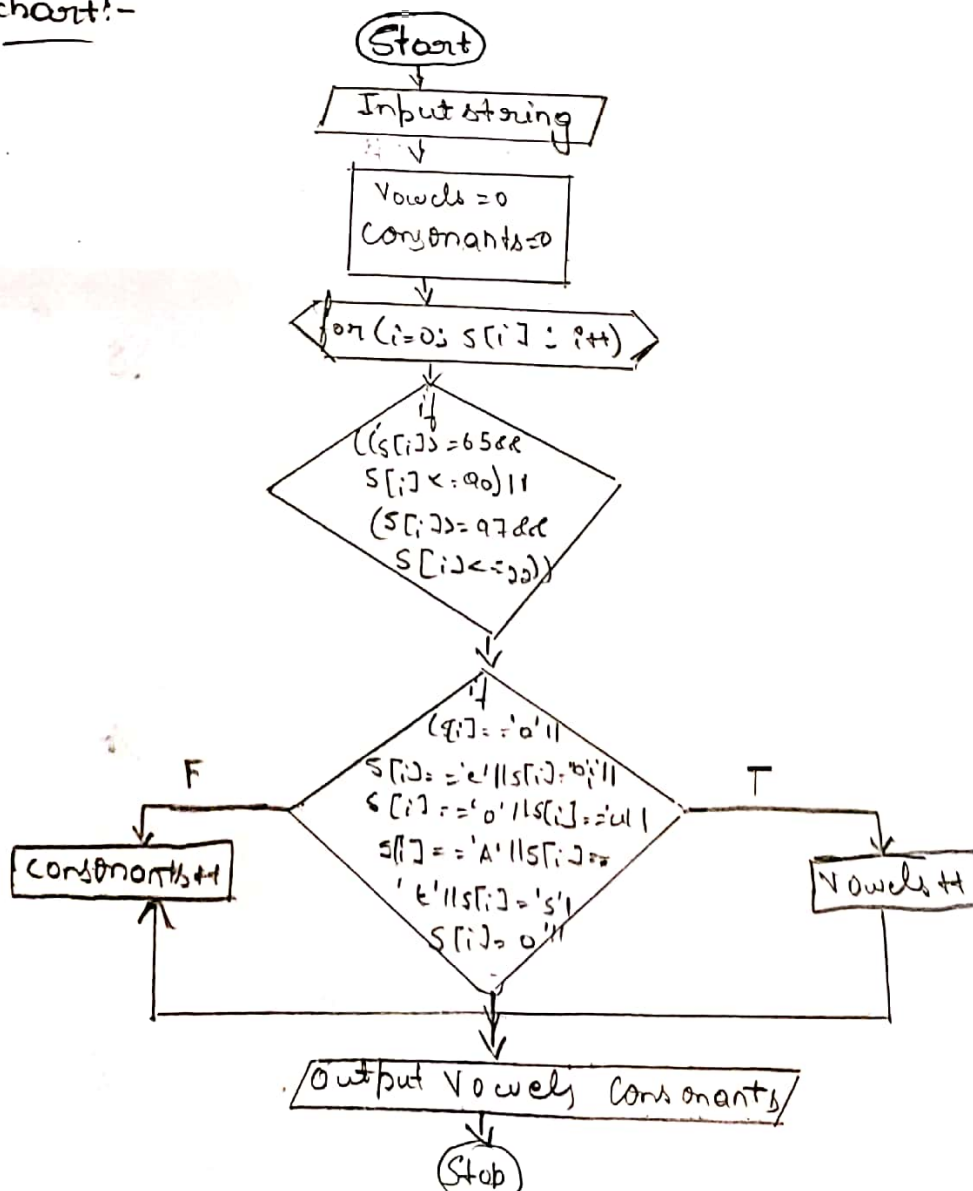 chart:-
Start
Input string
Vowels = 0
Consonants=0
for (i=0; s[i] ; i++)
if
((s[i]>=65&&
S[i]<=90)||
(S[i]>=97&&
S[i]<=
if
=='a'||
S[i]=='e'||s[i]=
S[i]=='o'||s[i]=='u'||
s[i]=='A'||s[i]==
||s[i]=
S[i]=
F
T
Consonants++
Vowels++
Output Vowels Consonants
Stop